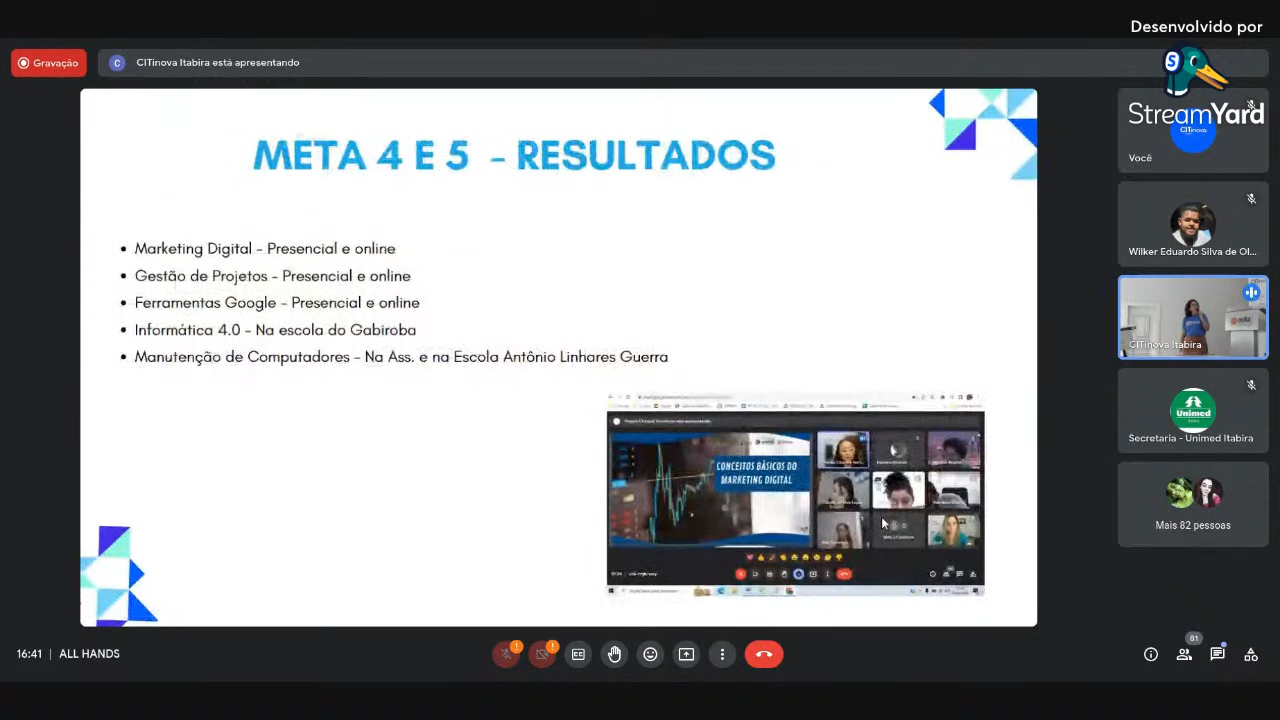 Desenvolvido por
StreamYard
Gravação
C
CITinova Itabira está apresentando
META 4 E 5 - RESULTADOS
• Marketing Digital - Presencial e online
• Gestão de Projetos - Presencial e online
• Ferramentas Google - Presencial e online
• Informática 4.0 - Na escola do Gabiroba
• Manutenção de Computadores - Na Ass. e na Escola Antônio Linhares Guerra
CONCEITOS BÁSICOS DO
MARKETING DIGITAL
CITinova
Você
Wilker Eduardo Silva de Ol...
CITinova Itabira
Unimed
Secretaria - Unimed Itabira
Mais 82 pessoas
16:41 | ALL HANDS
81